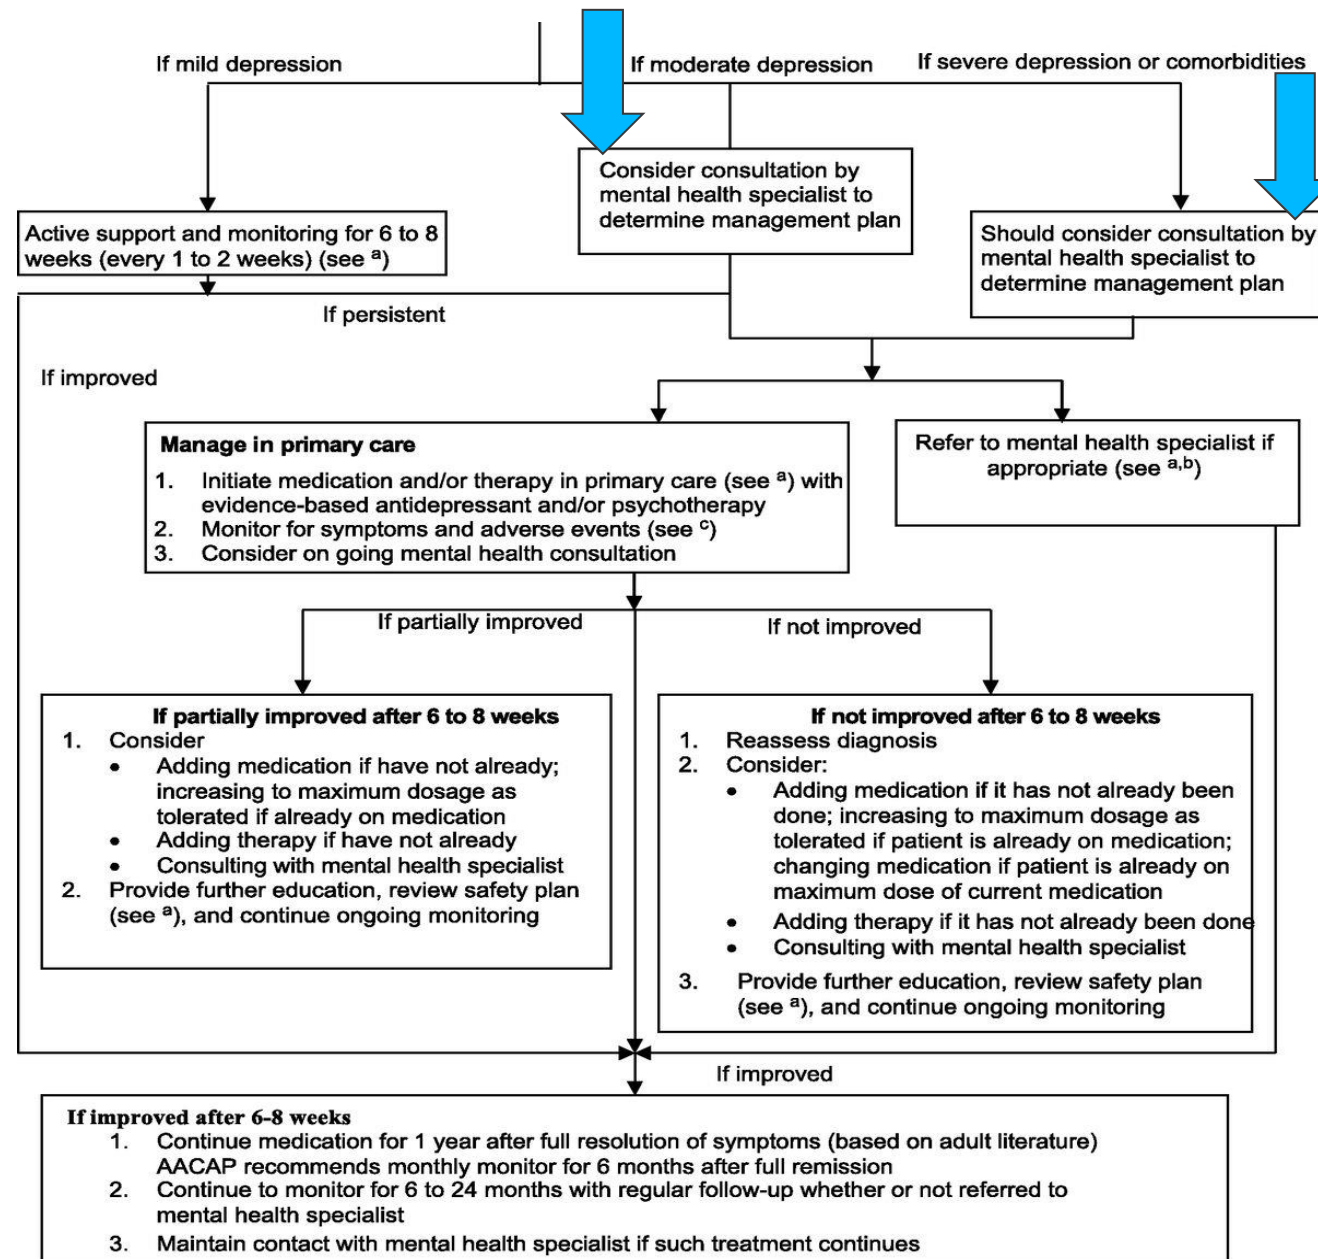 If mild depression
If moderate depression
If severe depression or comorbidities
Consider consultation by
mental health specialist to
determine management plan
Active support and monitoring for 6 to 8
weeks (every 1 to 2 weeks) (see a)
Should consider consultation by
mental health specialist to
determine management plan
If persistent
If improved
Manage in primary care
1. Initiate medication and/or therapy in primary care (see a) with
evidence-based antidepressant and/or psychotherapy
2. Monitor for symptoms and adverse events (see c)
3. Consider on going mental health consultation
Refer to mental health specialist if
appropriate (see a,b)
If partially improved
If not improved
If partially improved after 6 to 8 weeks
1. Consider
• Adding medication if have not already;
increasing to maximum dosage as
tolerated if already on medication
• Adding therapy if have not already
• Consulting with mental health specialist
2. Provide further education, review safety plan
(see a), and continue ongoing monitoring
If not improved after 6 to 8 weeks
1. Reassess diagnosis
2. Consider:
• Adding medication if it has not already been
done; increasing to maximum dosage as
tolerated if patient is already on medication;
changing medication if patient is already on
maximum dose of current medication
• Adding therapy if it has not already been done
• Consulting with mental health specialist
3. Provide further education, review safety plan
(see a), and continue ongoing monitoring
If improved
If improved after 6-8 weeks
1. Continue medication for 1 year after full resolution of symptoms (based on adult literature)
AACAP recommends monthly monitor for 6 months after full remission
2. Continue to monitor for 6 to 24 months with regular follow-up whether or not referred to
mental health specialist
3. Maintain contact with mental health specialist if such treatment continues